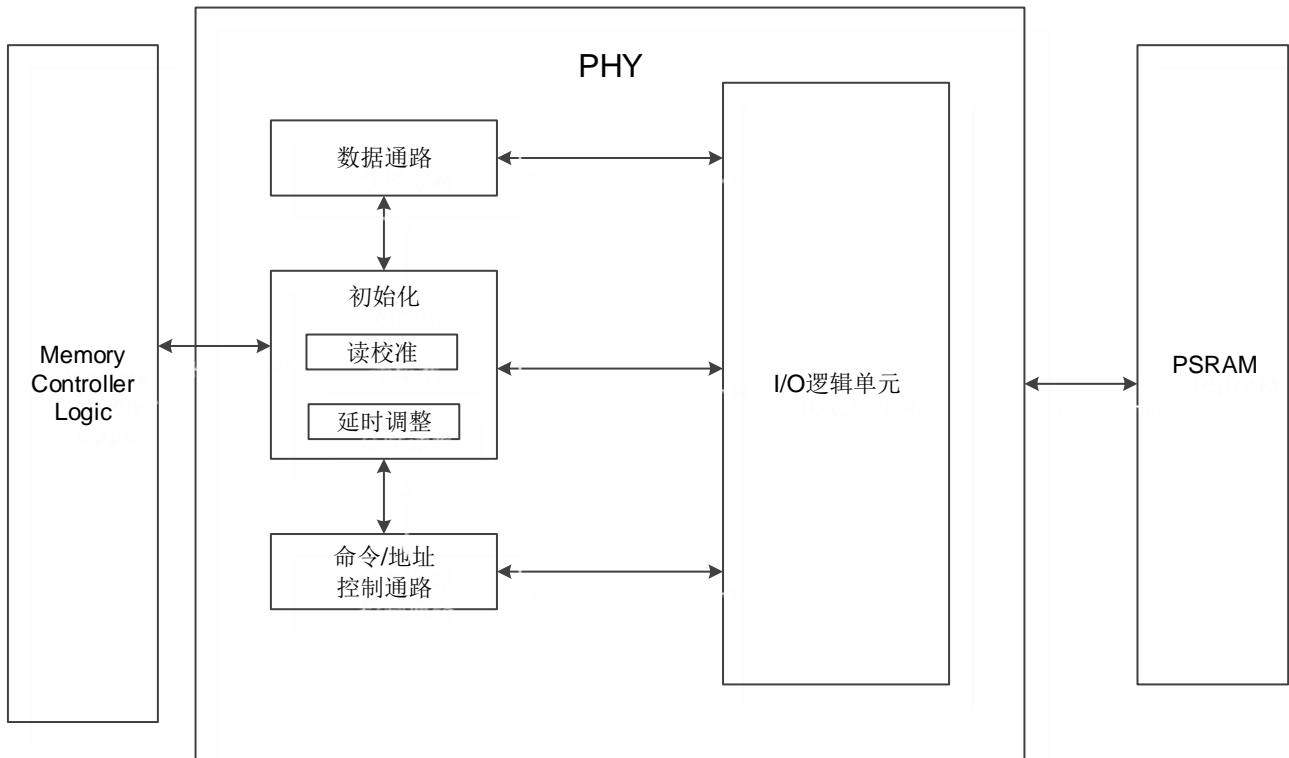 PHY
数据通路
初始化
读校准
延时调整
命令/地址
控制通路
Memory
Controller
Logic
I/O逻辑单元
PSRAM